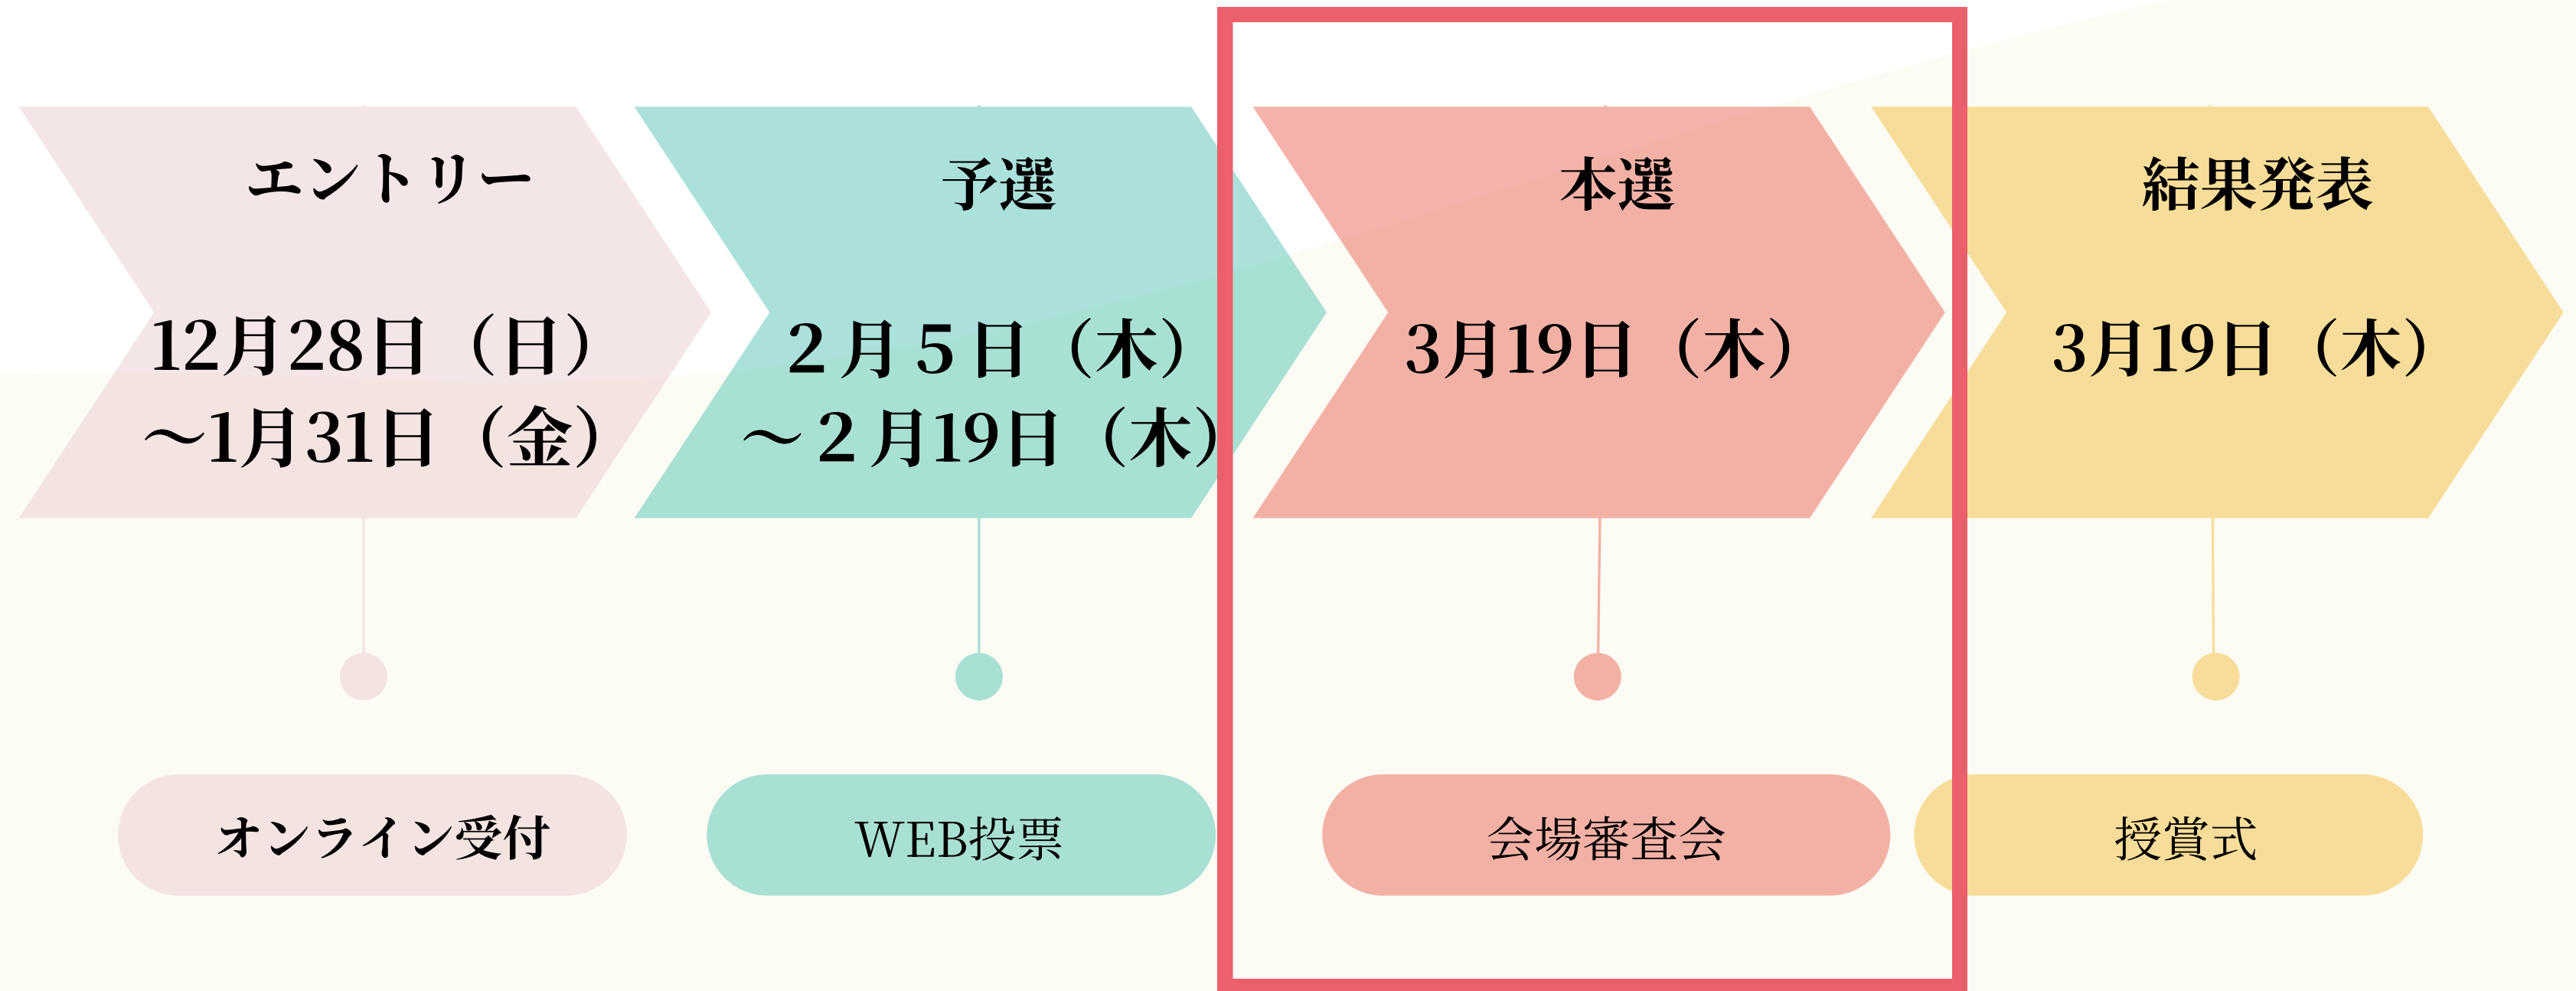 エントリー
12月28日（日）
～1月31日（金）
オンライン受付
予選
２月５日（木）
～２月19日（木）
WEB投票
本選
3月19日（木）
会場審査会
結果発表
3月19日（木）
授賞式